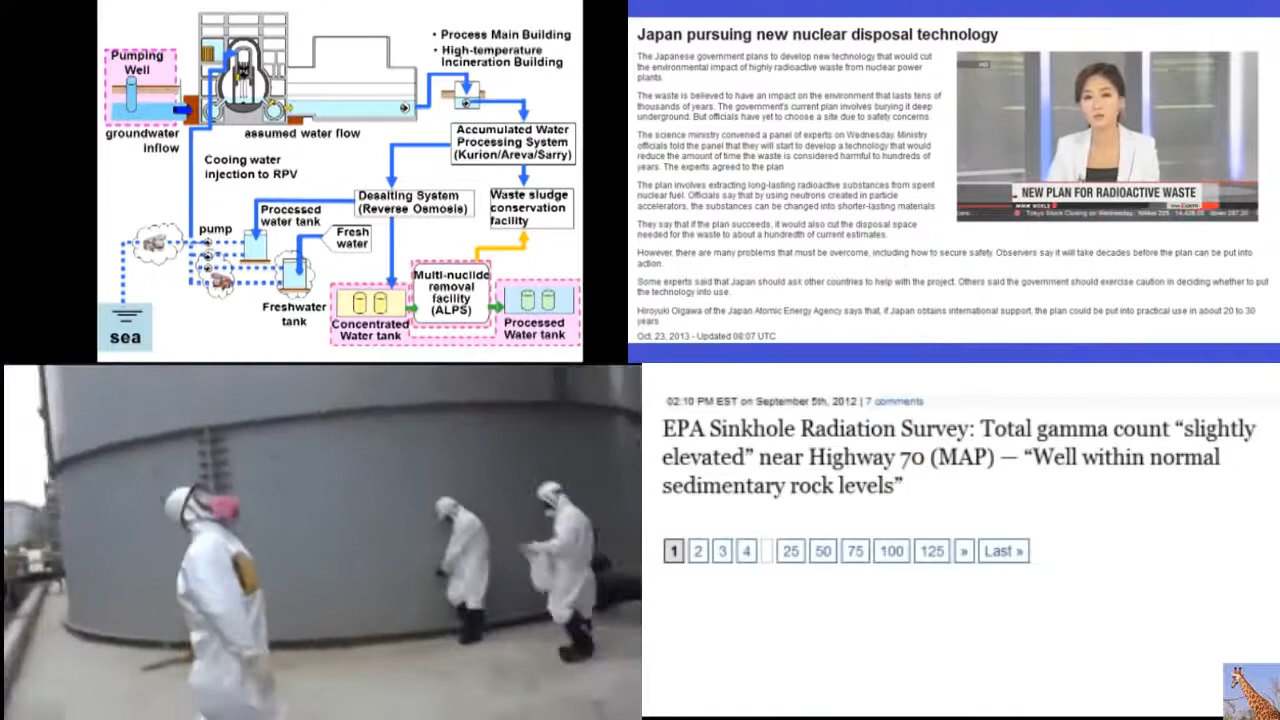 • Process Main Building
• High-temperature
Incineration Building
Pumping
Well
groundwater
inflow
assumed water flow
Accumulated Water
Processing System
(Kurion/Areva/Sarry)
Cooing water
injection to RPV
Desalting System
(Reverse Osmosis)
Waste sludge
conservation
facility
Processed
water tank
pump
Fresh
water
Multi-nuclide
removal
facility
(ALPS)
Freshwater
tank
Concentrated
Water tank
Processed
Water tank
sea
Japan pursuing new nuclear disposal technology
The Japanese government plans to develop new technology that would cut
the environmental impact of highly radioactive waste from nuclear power
plants.
The waste is believed to have an impact on the environment that lasts tens of
thousands of years. The government's current plan involves burying it deep
underground. But officials have yet to choose a site due to safety concerns.
The science ministry convened a panel of experts on Wednesday. Ministry
officials told the panel that they will start to develop a technology that would
reduce the amount of time the waste is considered harmful to hundreds of
years. The experts agreed to the plan
The plan involves extracting long-lasting radioactive substances from spent
nuclear fuel. Officials say that by using neutrons created in particle
accelerators, the substances can be changed into shorter-lasting materials
They say that if the plan succeeds, it would also cut the disposal space
needed for the waste to about a hundredth of current estimates.
However, there are many problems that must be overcome, including how to secure safety. Observers say it will take decades before the plan can be put into
action.
Some experts said that Japan should ask other countries to help with the project. Others said the government should exercise caution in deciding whether to put
the technology into use.
Hiroyuki Oigawa of the Japan Atomic Energy Agency says that, if Japan obtains international support, the plan could be put into practical use in about 20 to 30
years
Oct. 23, 2013 - Updated 08:07 UTC
HD
NEW PLAN FOR RADIOACTIVE WASTE
NHK WORLD
Tokyo Stock Closing on Wednesday: Nikkei 225
02:10 PM EST on September 5th, 2012 | 7 comments
EPA Sinkhole Radiation Survey: Total gamma count “slightly
elevated” near Highway 70 (MAP) — “Well within normal
sedimentary rock levels”
1 2 3 4 25 50 75 100 125 » Last »